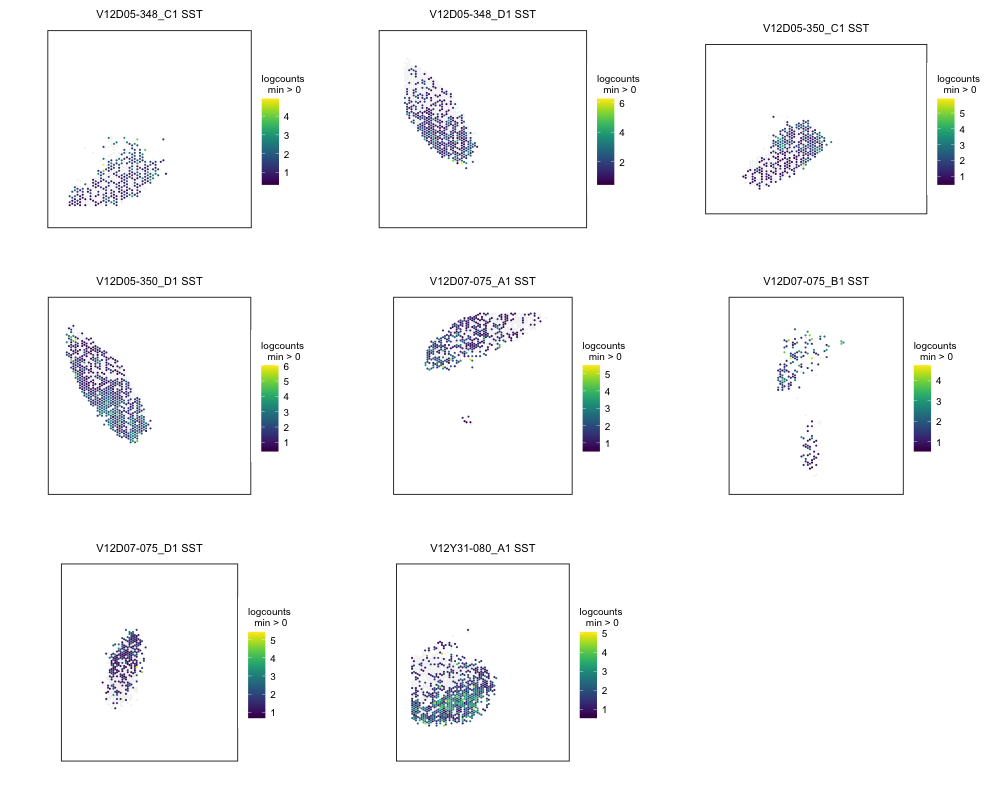 V12D05-348_C1 SST
logcounts
min > 0
4
3
2
1
V12D05-348_D1 SST
logcounts
min > 0
6
4
2
V12D05-350_C1 SST
logcounts
min > 0
5
4
3
2
1
V12D05-350_D1 SST
logcounts
min > 0
6
5
4
3
2
1
V12D07-075_A1 SST
logcounts
min > 0
5
4
3
2
1
V12D07-075_B1 SST
logcounts
min > 0
4
3
2
1
V12D07-075_D1 SST
logcounts
min > 0
5
4
3
2
1
V12Y31-080_A1 SST
logcounts
min > 0
5
4
3
2
1